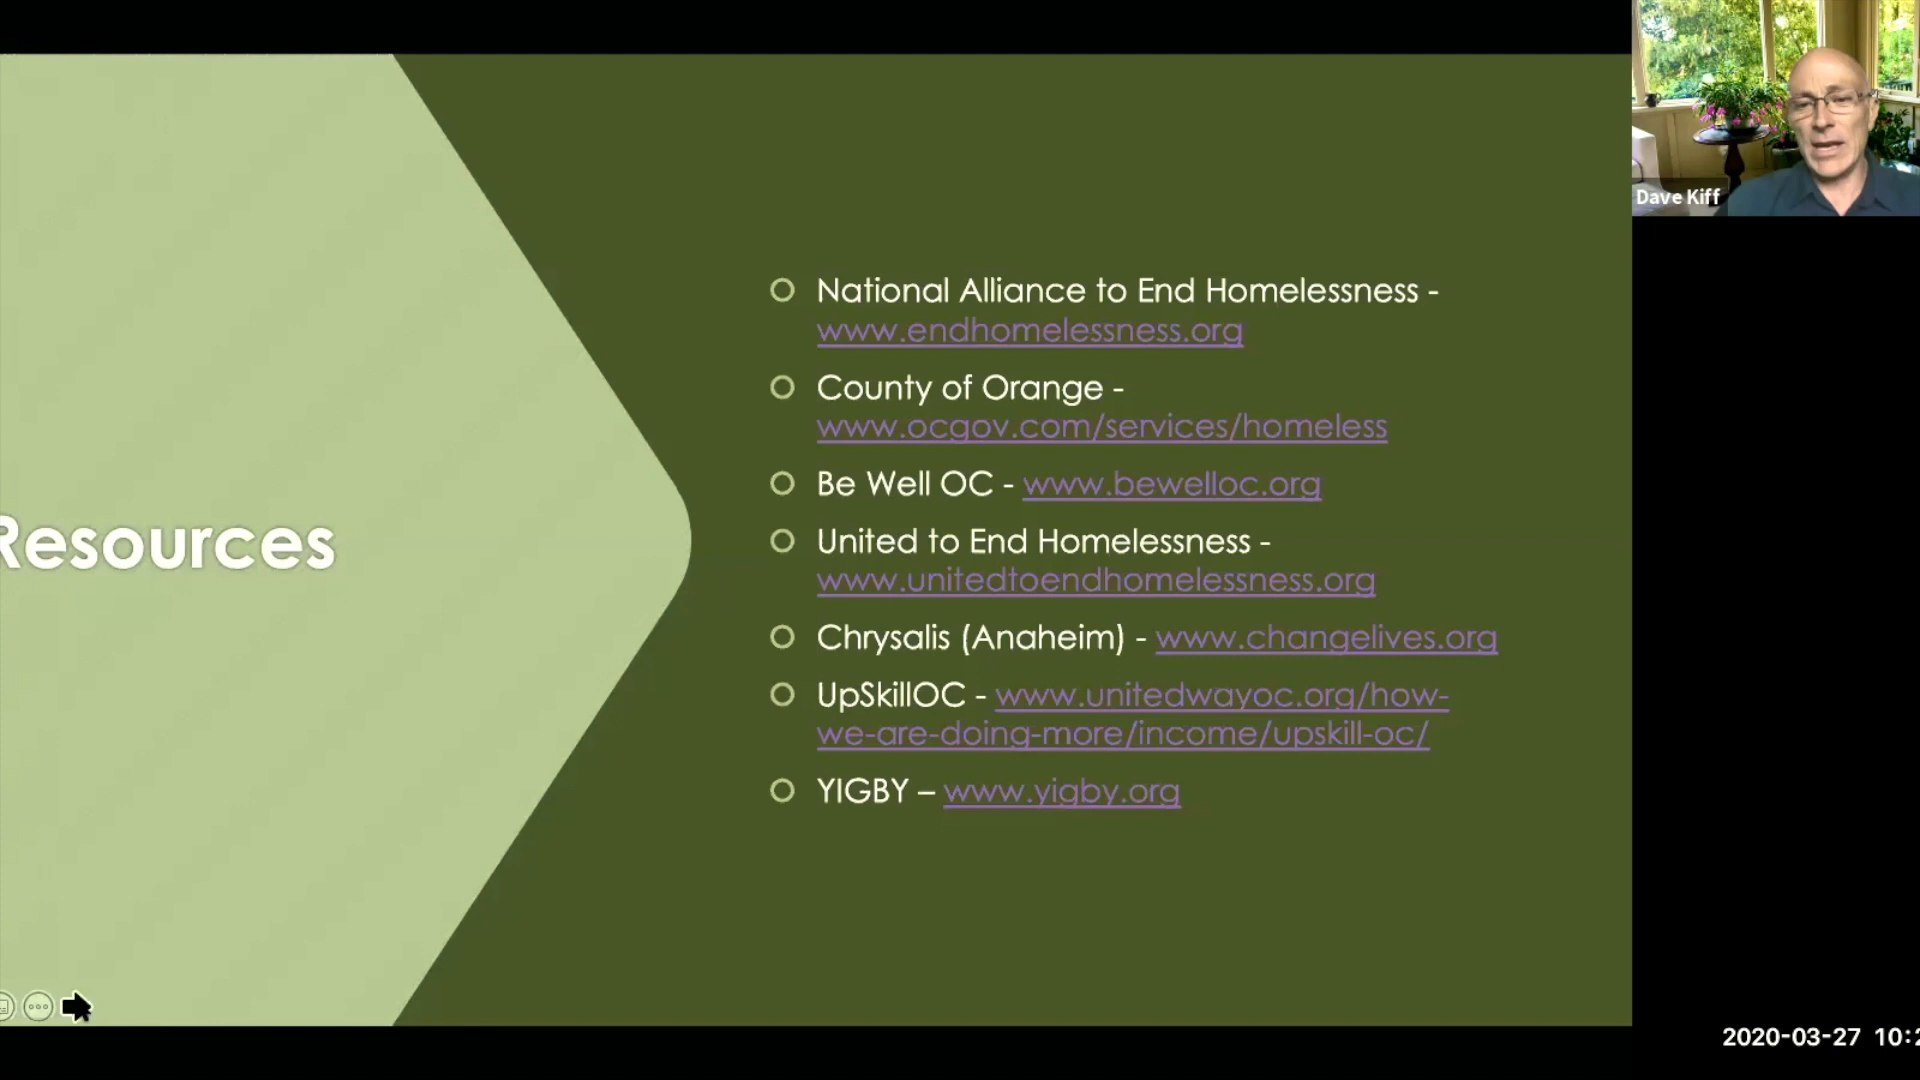 Resources
National Alliance to End Homelessness -
www.endhomelessness.org
County of Orange -
www.ocgov.com/services/homeless
Be Well OC - www.bewelloc.org
United to End Homelessness -
www.unitedtoendhomelessness.org
Chrysalis (Anaheim) - www.changelives.org
UpSkillOC - www.unitedwayoc.org/how-
we-are-doing-more/income/upskill-oc/
YIGBY – www.yigby.org
Dave Kiff
2020-03-27 10:2